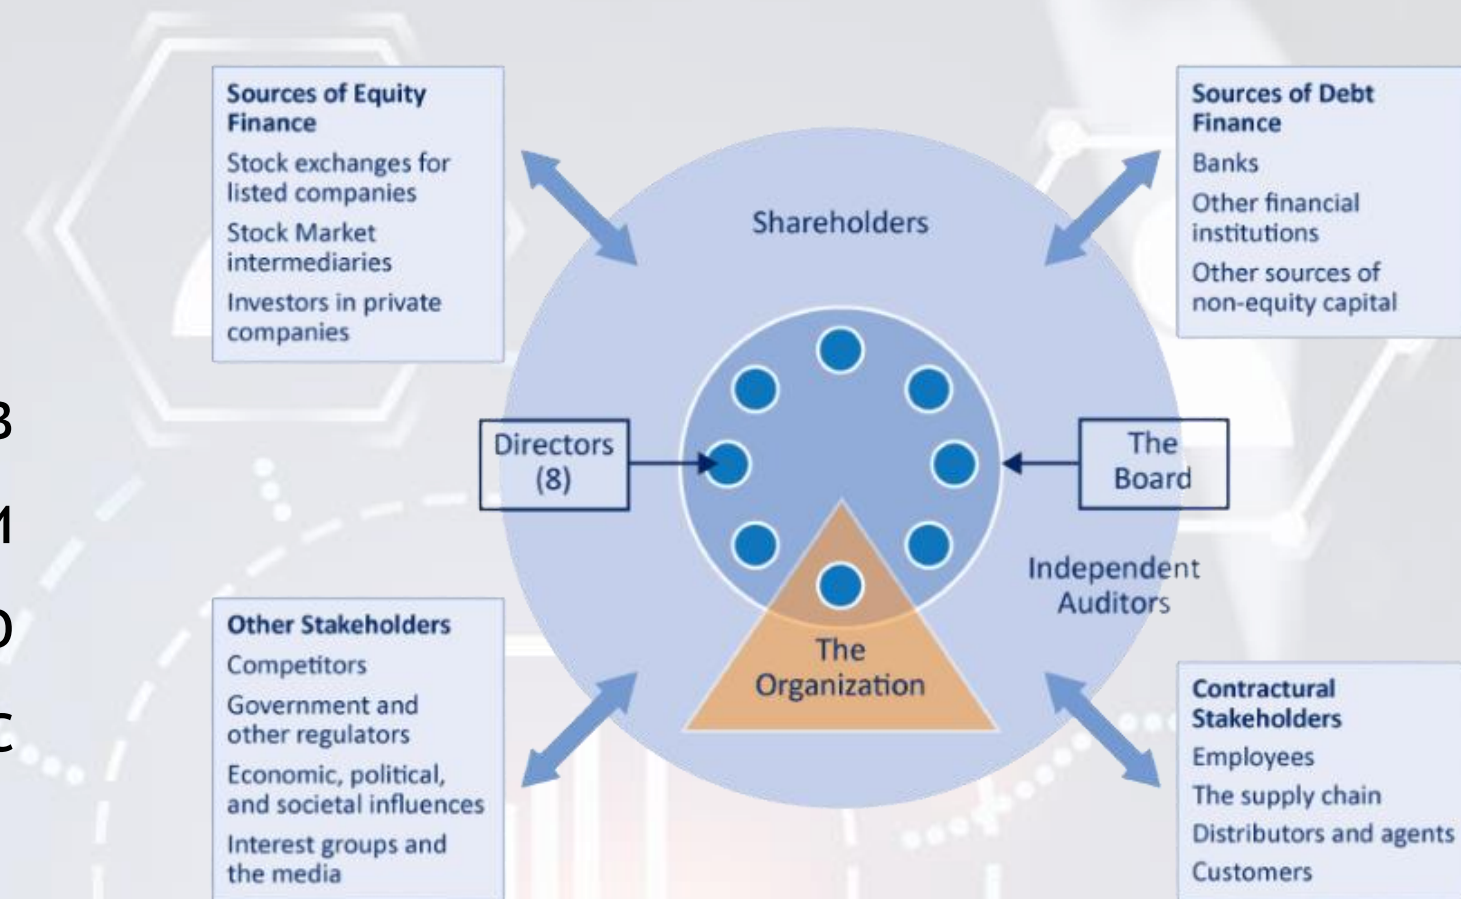 Sources of Equity
Finance
Stock exchanges for
listed companies
Stock Market
intermediaries
Investors in private
companies
Sources of Debt
Finance
Banks
Other financial
institutions
Other sources of
non-equity capital
Shareholders
Directors
(8)
The
Board
Independent
Auditors
The
Organization
Other Stakeholders
Competitors
Government and
other regulators
Economic, political,
and societal influences
Interest groups and
the media
Contractural
Stakeholders
Employees
The supply chain
Distributors and agents
Customers